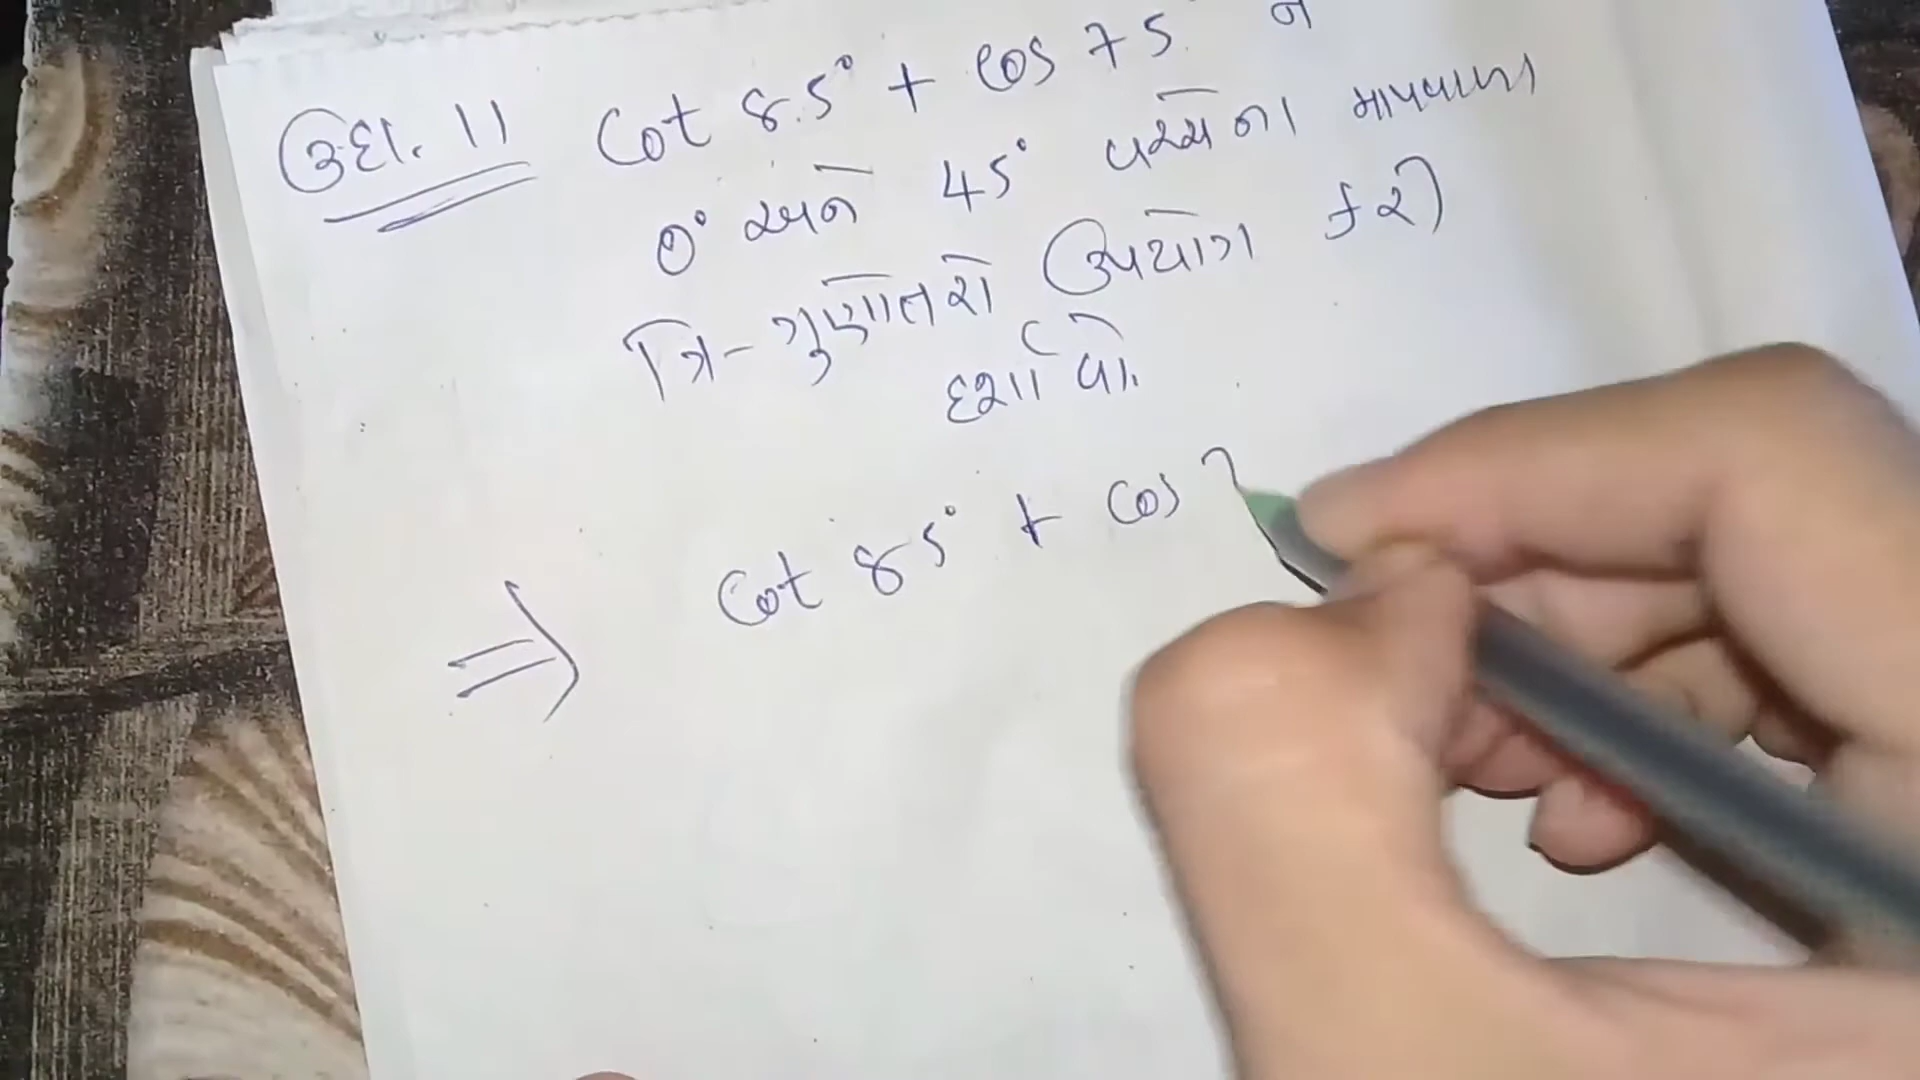 ઉદા. 11 Cot 85° + Cos 75° ને
0° અને 45° વચ્ચેના માપવાળા
ત્રિ-ગુણોત્તરો ઉપયોગ કરી
દર્શાવો.
⇒ Cot 85° + Cos 7